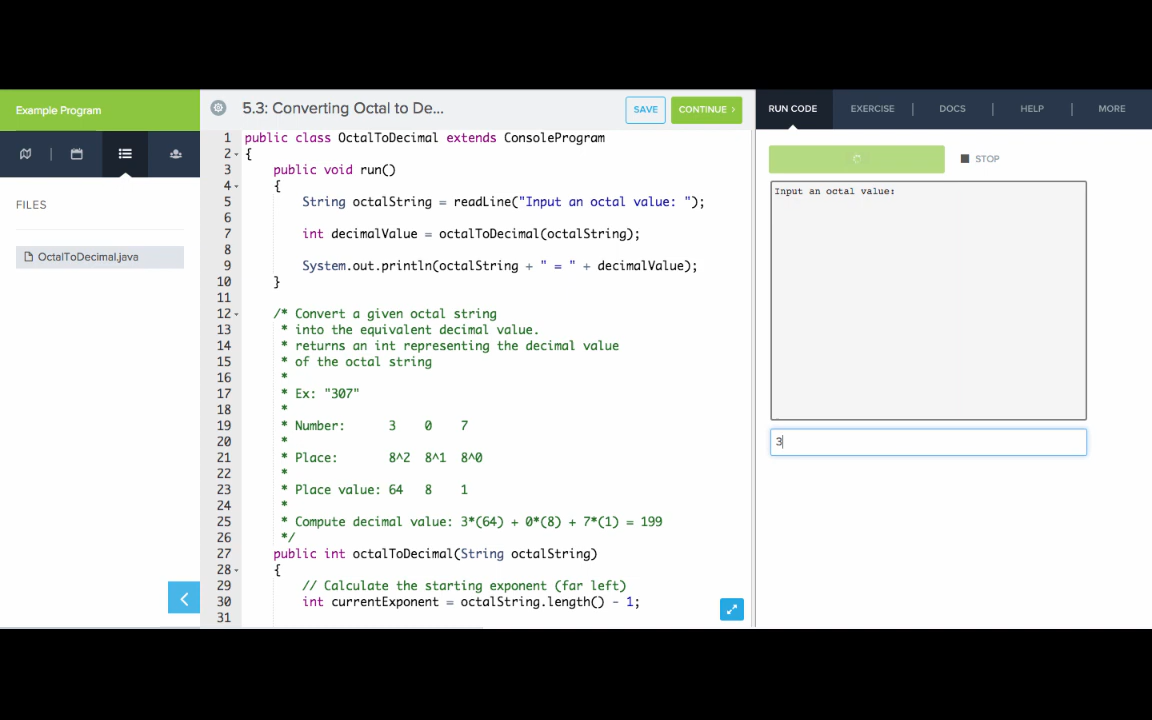 Example Program
5.3: Converting Octal to De...
SAVE
CONTINUE >
RUN CODE
EXERCISE
DOCS
HELP
MORE
FILES
OctalToDecimal.java
1 public class OctalToDecimal extends ConsoleProgram
2 {
3 public void run()
4 {
5 String octalString = readLine("Input an octal value: ");
6
7 int decimalValue = octalToDecimal(octalString);
8
9 System.out.println(octalString + " = " + decimalValue);
10 }
11
12 /* Convert a given octal string
13 * into the equivalent decimal value.
14 * returns an int representing the decimal value
15 * of the octal string
16 *
17 * Ex: "307"
18 *
19 * Number: 3 0 7
20 *
21 * Place: 8^2 8^1 8^0
22 *
23 * Place value: 64 8 1
24 *
25 * Compute decimal value: 3*(64) + 0*(8) + 7*(1) = 199
26 */
27 public int octalToDecimal(String octalString)
28 {
29 // Calculate the starting exponent (far left)
30 int currentExponent = octalString.length() - 1;
31
STOP
Input an octal value:
3